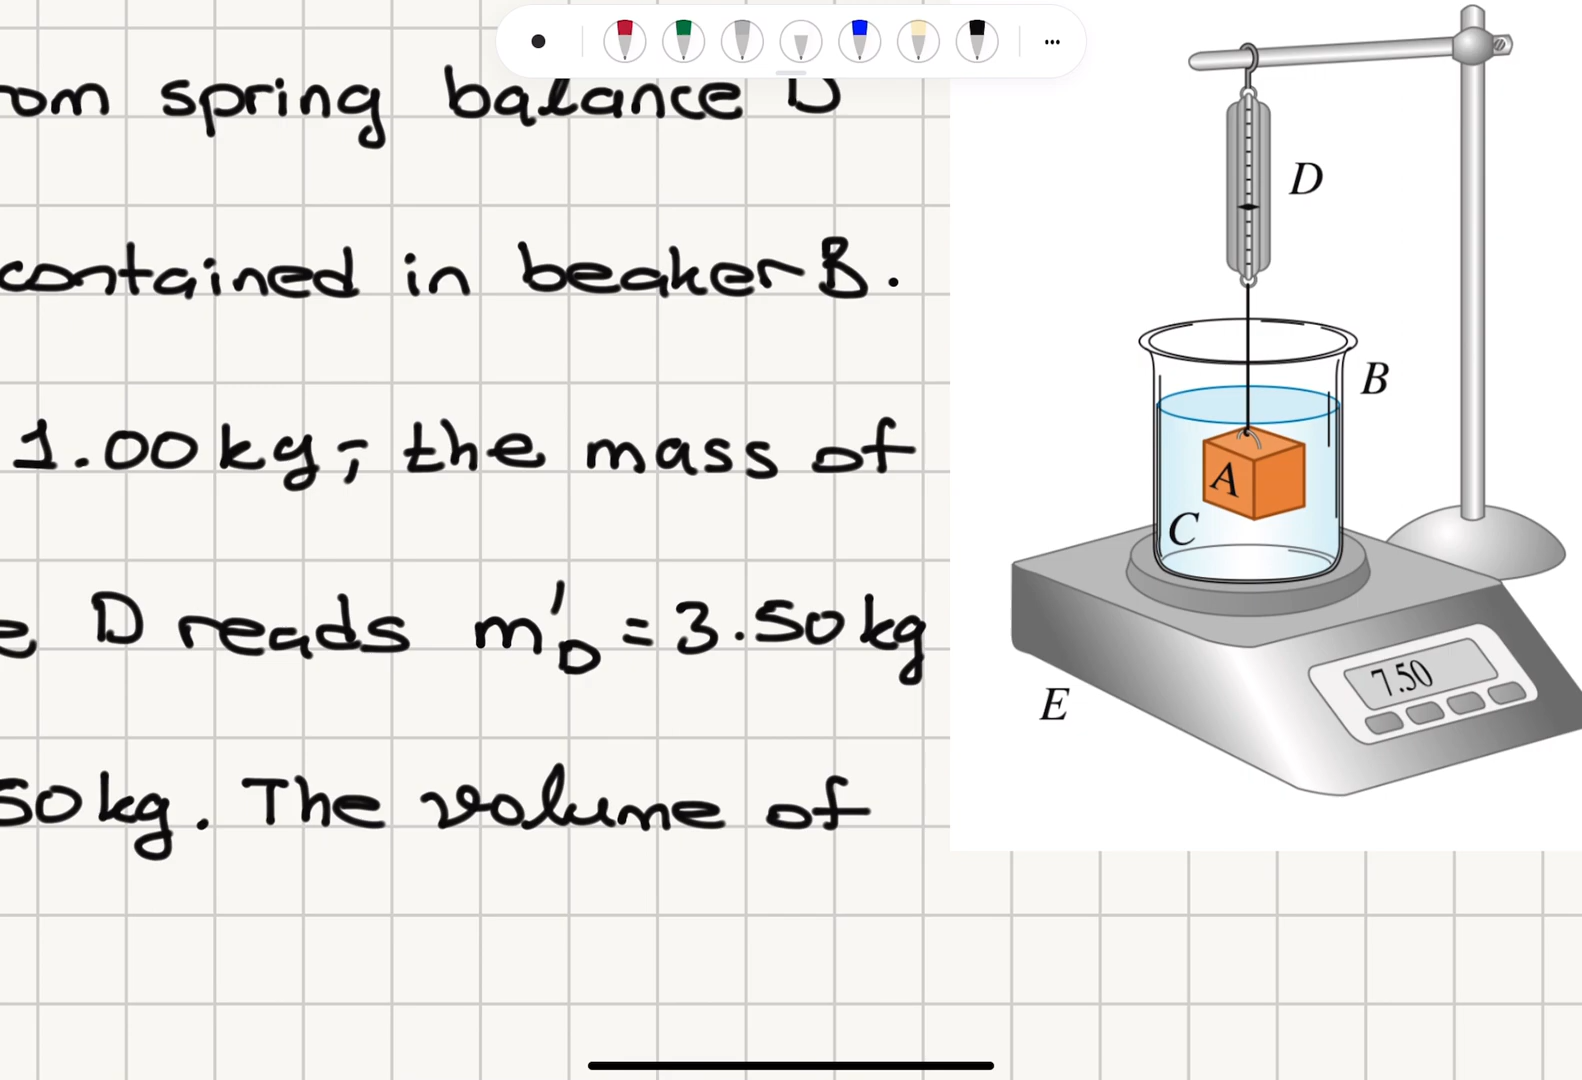 om spring balance D
contained in beaker B.
1.00 kg; the mass of
e D reads m'D = 3.50 kg
50 kg. The volume of
D
B
A
C
7.50
E